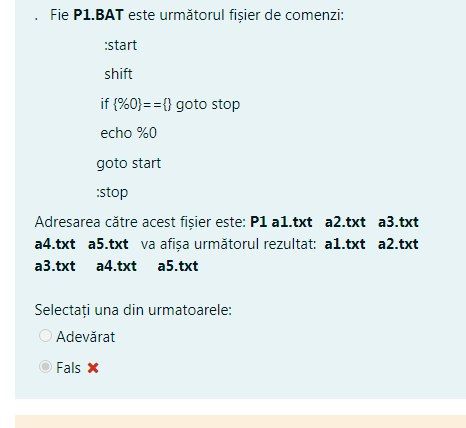 . Fie P1.BAT este următorul fișier de comenzi:
:start
shift
if {%0}=={} goto stop
echo %0
goto start
:stop
Adresarea către acest fișier este: P1 a1.txt a2.txt a3.txt
a4.txt a5.txt va afișa următorul rezultat: a1.txt a2.txt
a3.txt a4.txt a5.txt
Selectați una din urmatoarele:
Adevărat
Fals